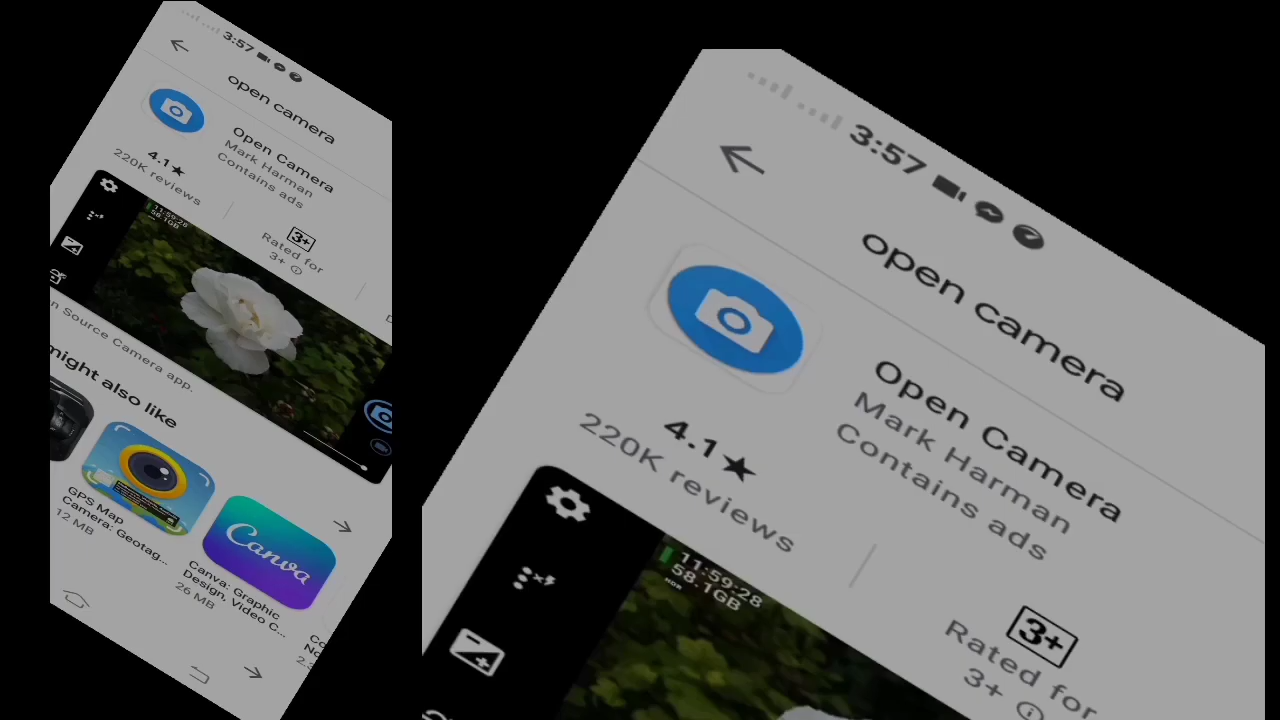 3:57
open camera
Open Camera
Mark Harman
Contains ads
4.1★
220K reviews
3+
Rated for
3+
11:59:28
58.1GB
n Source Camera app.
might also like
GPS Map
Camera: Geotag...
12 MB
Canva
Canva: Graphic
Design, Video C...
26 MB
3:57
open camera
Open Camera
Mark Harman
Contains ads
4.1★
220K reviews
3+
Rated for
3+
11:59:28
58.1GB
HDR